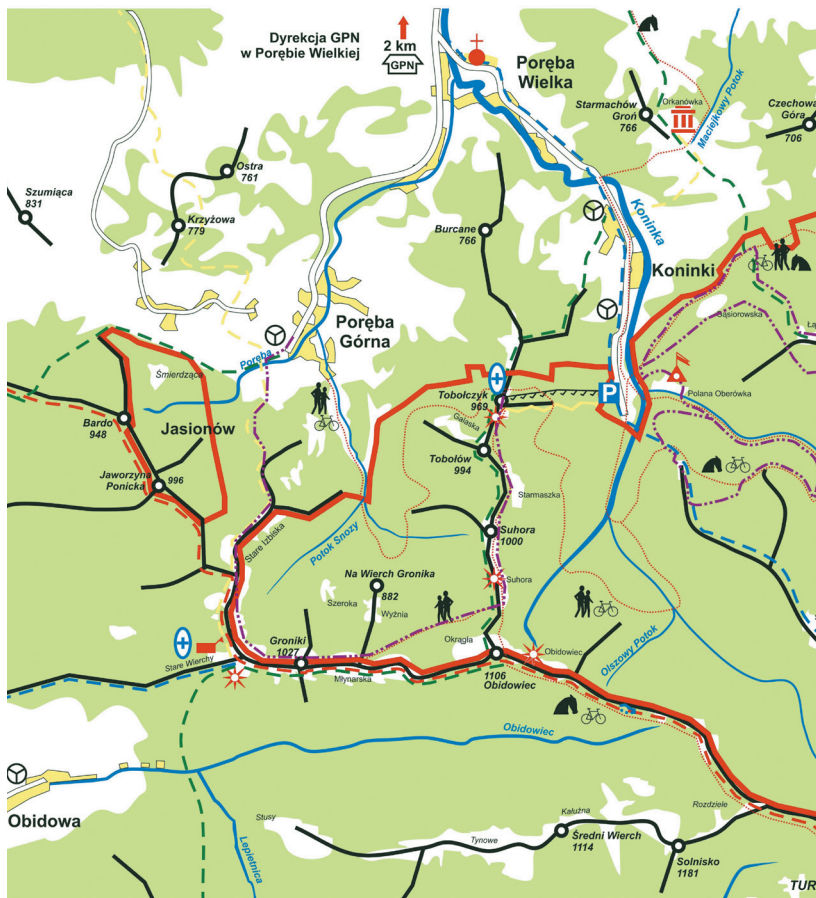 Dyrekcja GPN
w Porębie Wielkiej
2 km
GPN
Poręba
Wielka
Starmachów
Groń
766
Orkanówka
Maciejkowy Potok
Czechowa
Góra
706
Ostra
761
Szumiąca
831
Krzyżowa
779
Burcane
766
Koninka
Koninki
Gąsiorowska
Poręba
Górna
Poręba
Śmierdząca
Tobołczyk
969
P
Polana Oberówka
Bardo
948
Jasionów
Gałaska
Tobołów
994
Jaworzyna
Ponicka
996
Starmaszka
Stare Izbiska
Potok Snozy
Suhora
1000
Na Wierch Gronika
882
Suhora
Szeroka
Wyżnia
Okrągła
Groniki
1027
Obidowiec
Olszowy Potok
Stare Wierchy
Młynarska
1106
Obidowiec
Obidowiec
Obidowa
Lepietnica
Stusy
Kałużna
Rozdziele
Średni Wierch
1114
Tynowe
Solnisko
1181
TUR